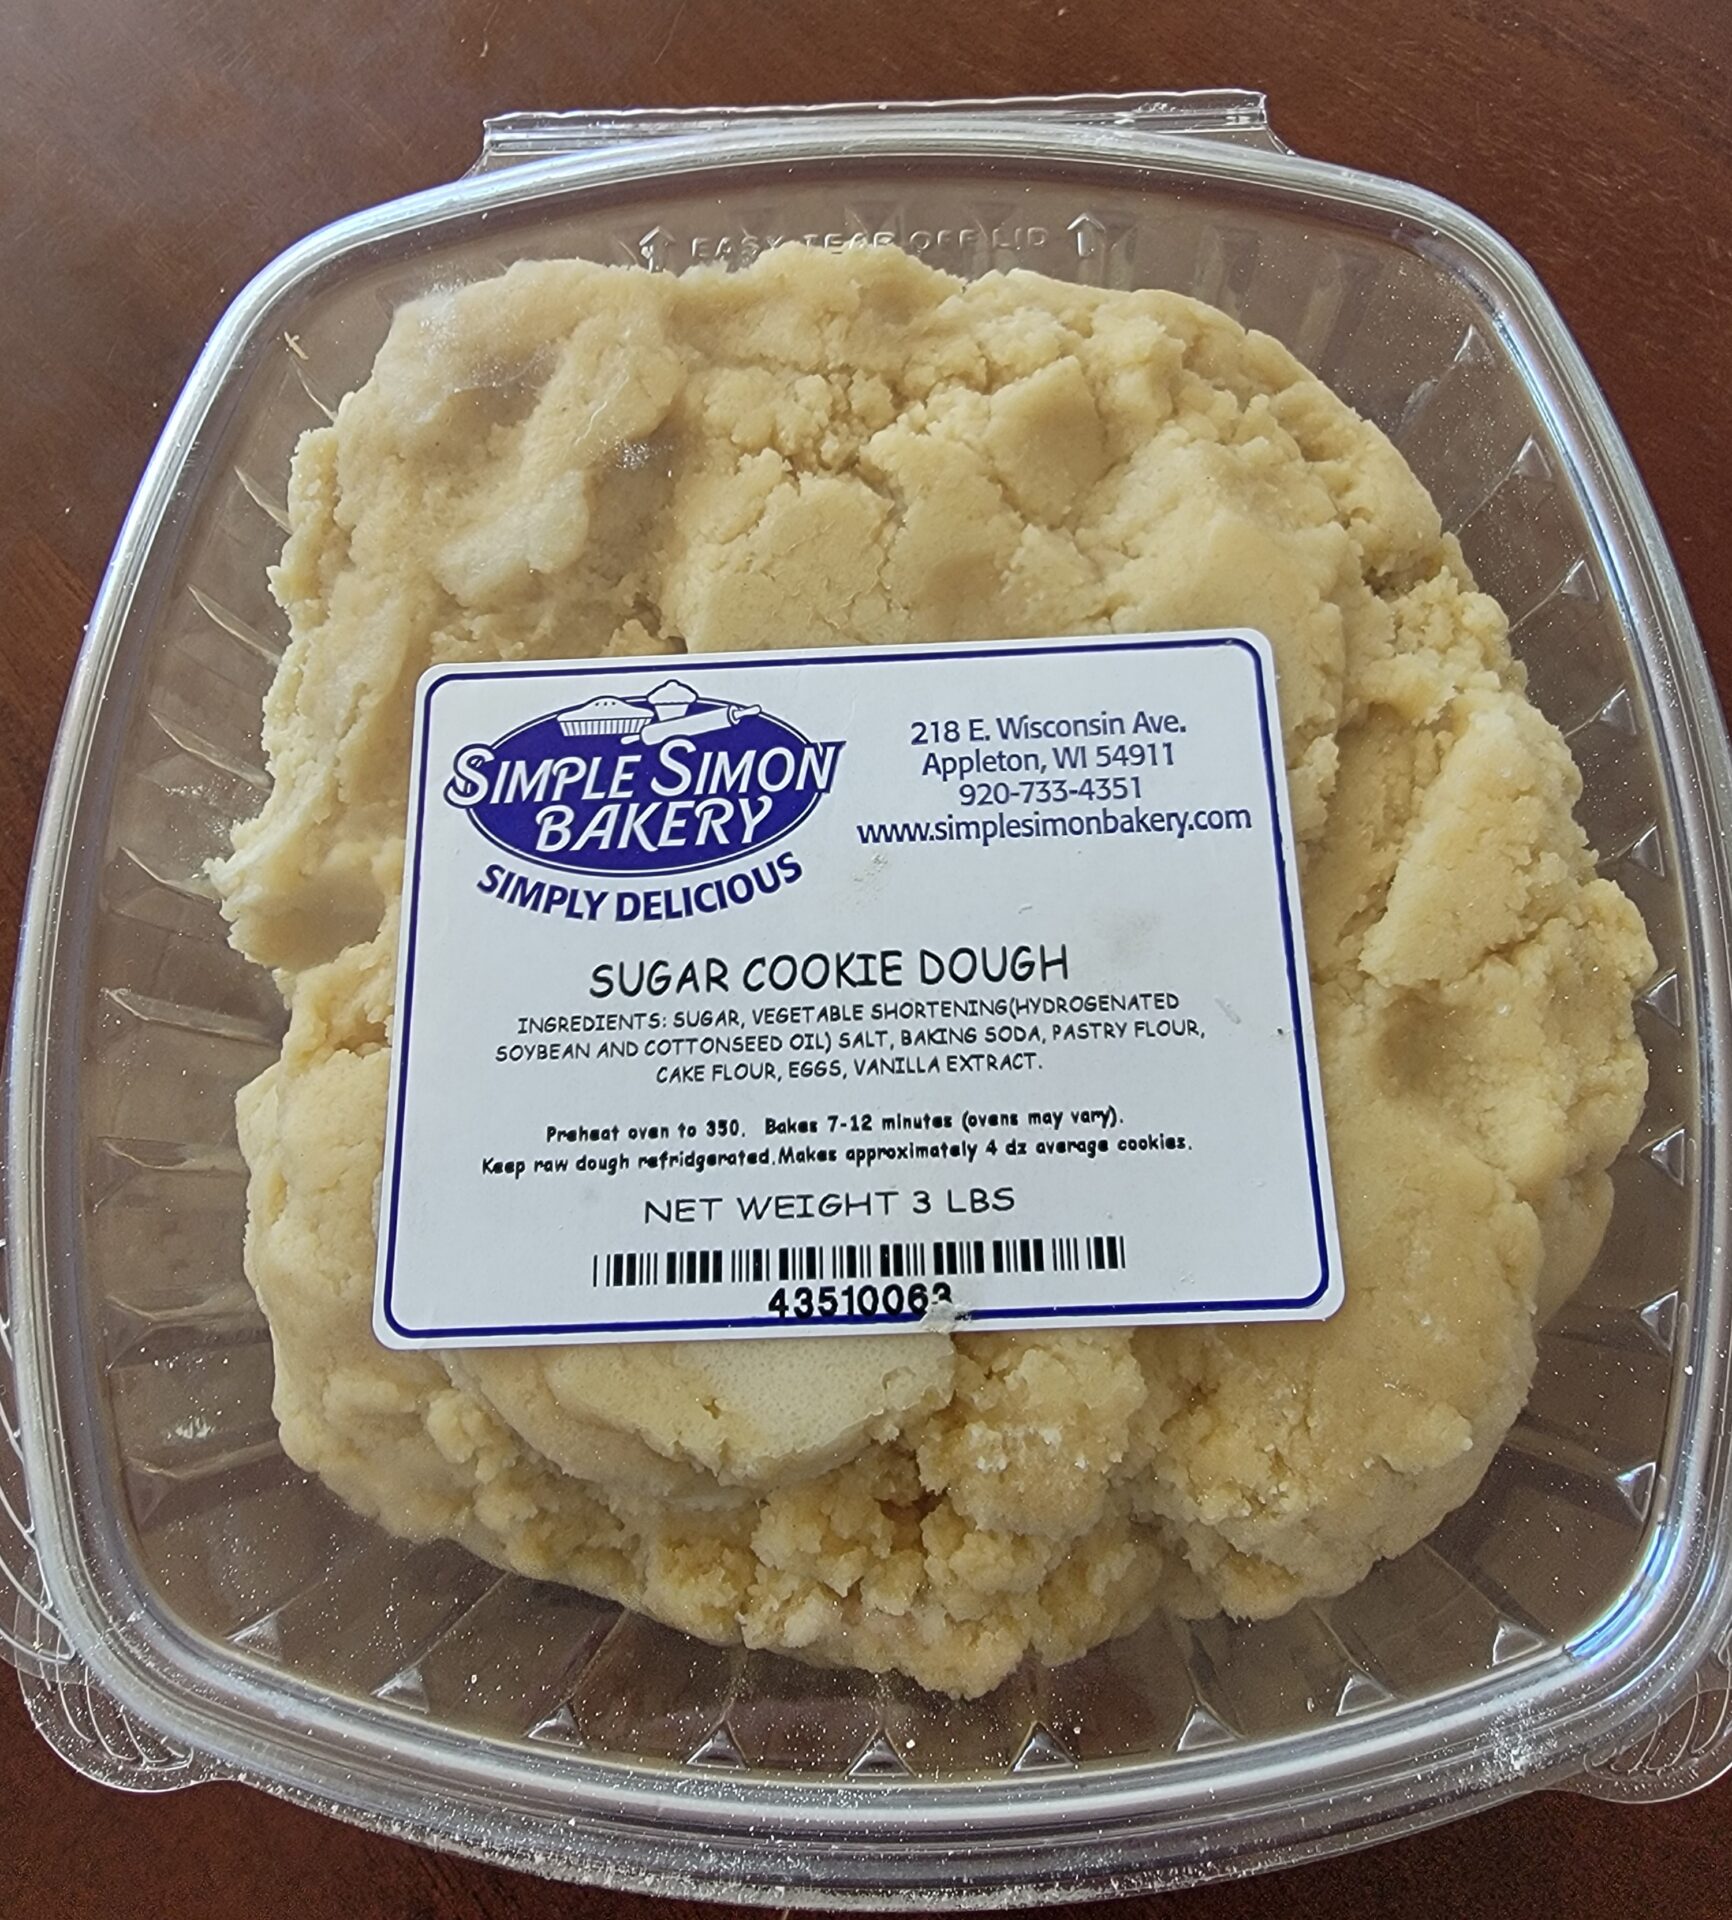 EASY TEAR OFF LID
SIMPLE SIMON
BAKERY
SIMPLY DELICIOUS
218 E. Wisconsin Ave.
Appleton, WI 54911
920-733-4351
www.simplesimonbakery.com
SUGAR COOKIE DOUGH
INGREDIENTS: SUGAR, VEGETABLE SHORTENING(HYDROGENATED
SOYBEAN AND COTTONSEED OIL) SALT, BAKING SODA, PASTRY FLOUR,
CAKE FLOUR, EGGS, VANILLA EXTRACT.
Preheat oven to 350. Bakes 7-12 minutes (ovens may vary).
Keep raw dough refridgerated. Makes approximately 4 dz average cookies.
NET WEIGHT 3 LBS
43510063